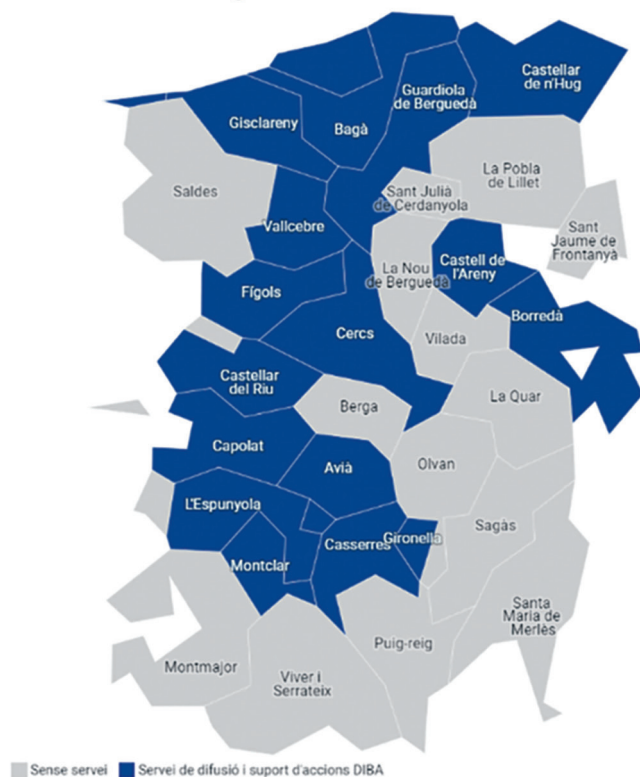 Castellar
de n'Hug
Guardiola
de Berguedà
Gisclareny
Bagà
La Pobla
de Lillet
Saldes
Sant Julià
de Cerdanyola
Vallcebre
Sant
Jaume de
Frontanyà
La Nou
de Berguedà
Castell de
l'Areny
Fígols
Borredà
Cercs
Vilada
Castellar
del Riu
La Quar
Berga
Capolat
Avià
Olvan
L'Espunyola
Sagàs
Gironella
Casserres
Montclar
Santa
Maria de
Merlès
Puig-reig
Montmajor
Viver i
Serrateix
Sense servei
Servei de difusió i suport d'accions DIBA